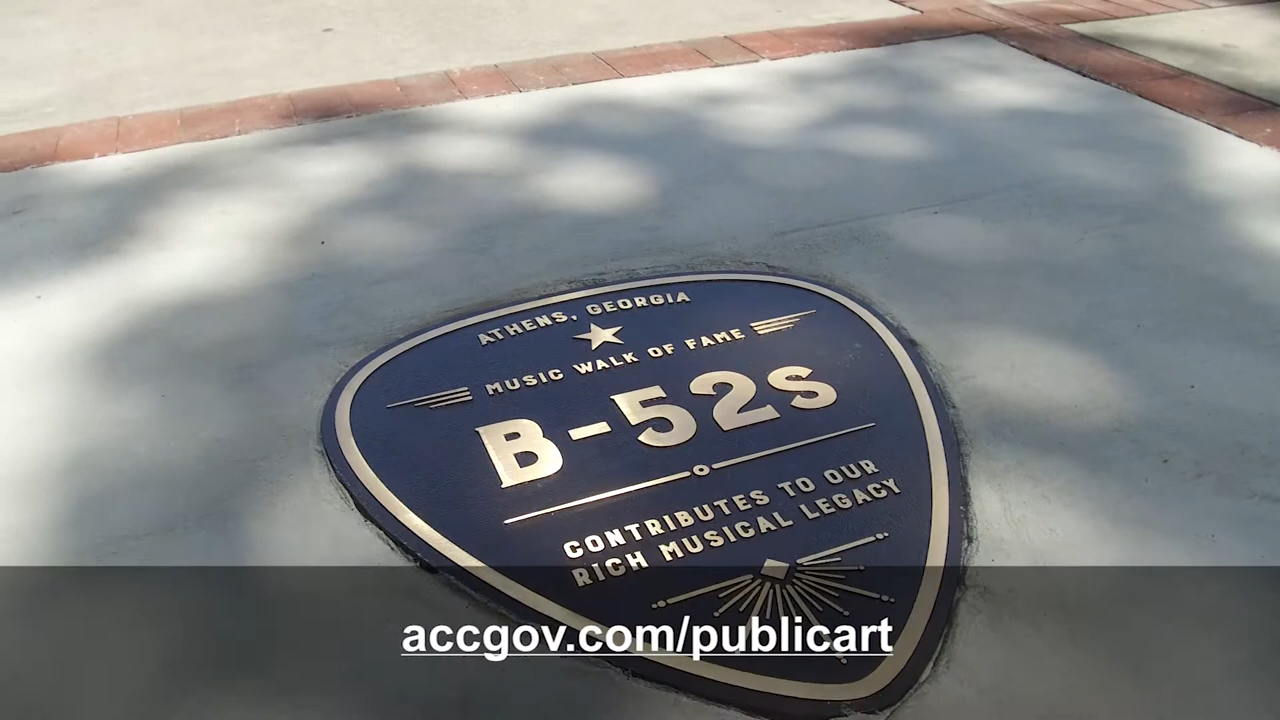 ATHENS, GEORGIA
MUSIC WALK OF FAME
B-52s
CONTRIBUTES TO OUR
RICH MUSICAL LEGACY
accgov.com/publicart